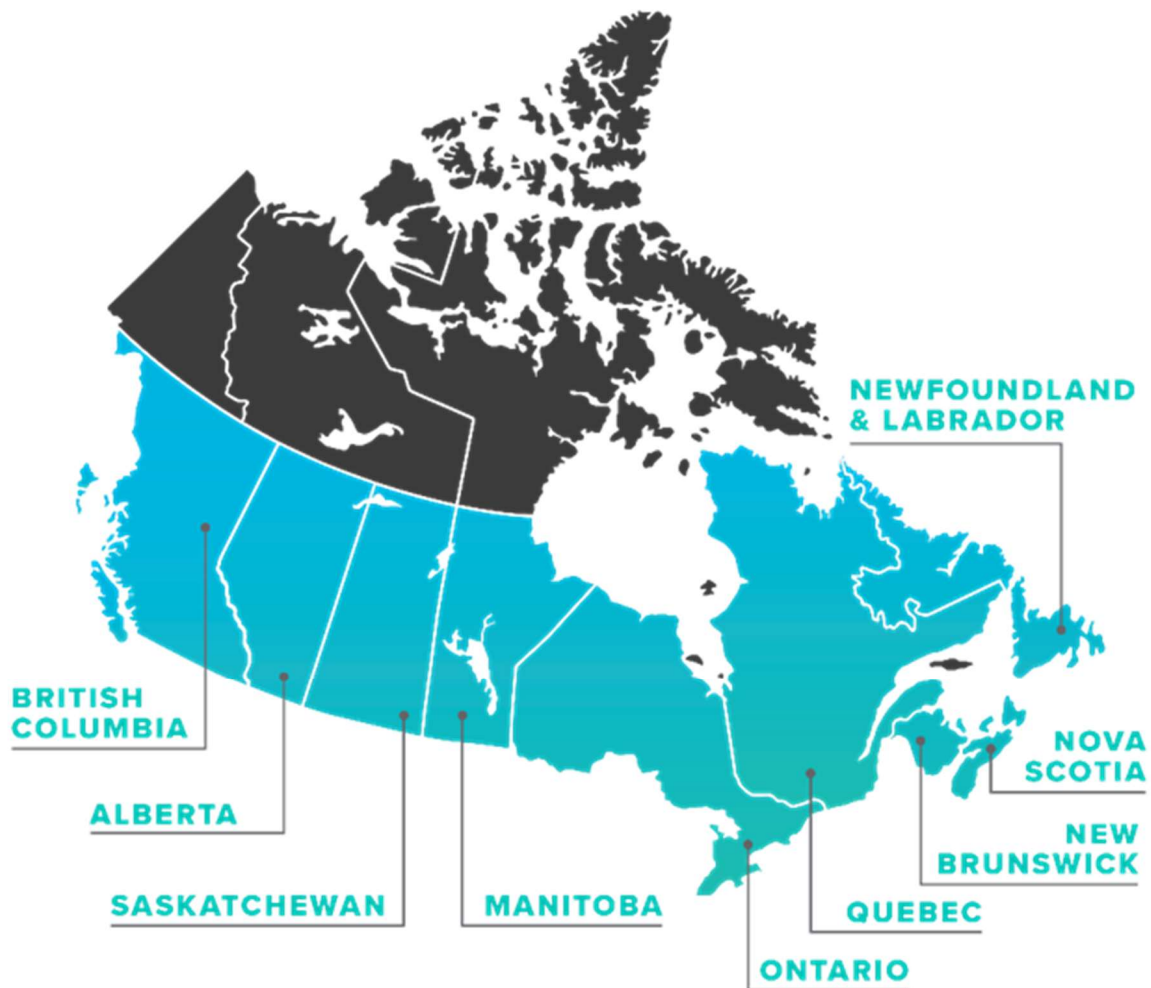 NEWFOUNDLAND
& LABRADOR
BRITISH
COLUMBIA
NOVA
SCOTIA
ALBERTA
NEW
BRUNSWICK
SASKATCHEWAN
MANITOBA
QUEBEC
ONTARIO